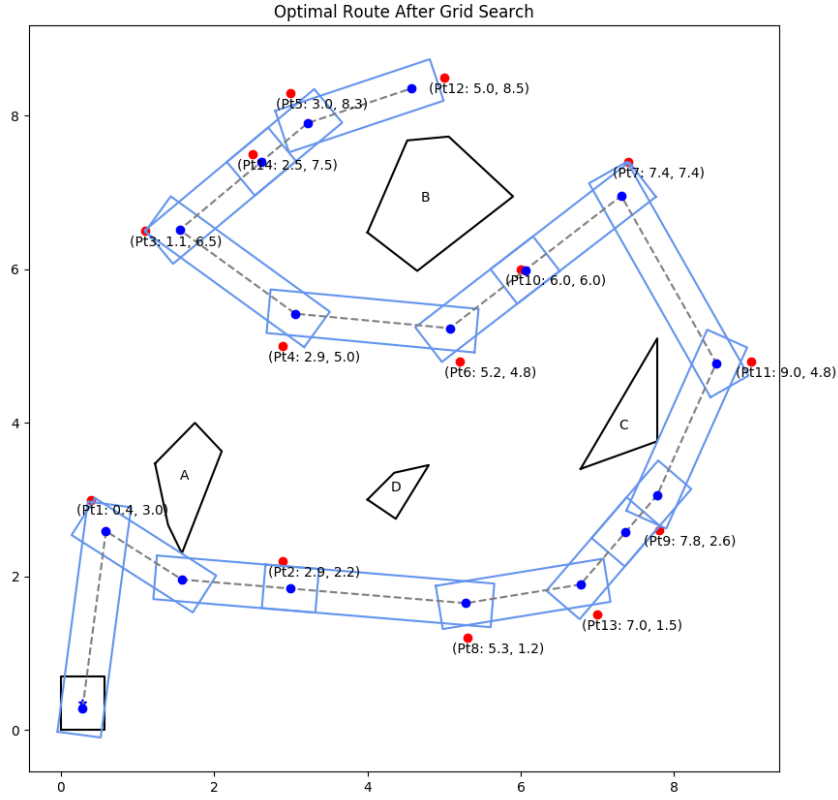 Optimal Route After Grid Search
8
6
4
2
0
0
2
4
6
8
(Pt12: 5.0, 8.5)
(Pt5: 3.0, 8.3)
(Pt14: 2.5, 7.5)
(Pt7: 7.4, 7.4)
B
(Pt3: 1.1, 6.5)
(Pt10: 6.0, 6.0)
(Pt4: 2.9, 5.0)
(Pt6: 5.2, 4.8)
(Pt11: 9.0, 4.8)
C
A
D
(Pt1: 0.4, 3.0)
(Pt9: 7.8, 2.6)
(Pt2: 2.9, 2.2)
(Pt13: 7.0, 1.5)
(Pt8: 5.3, 1.2)